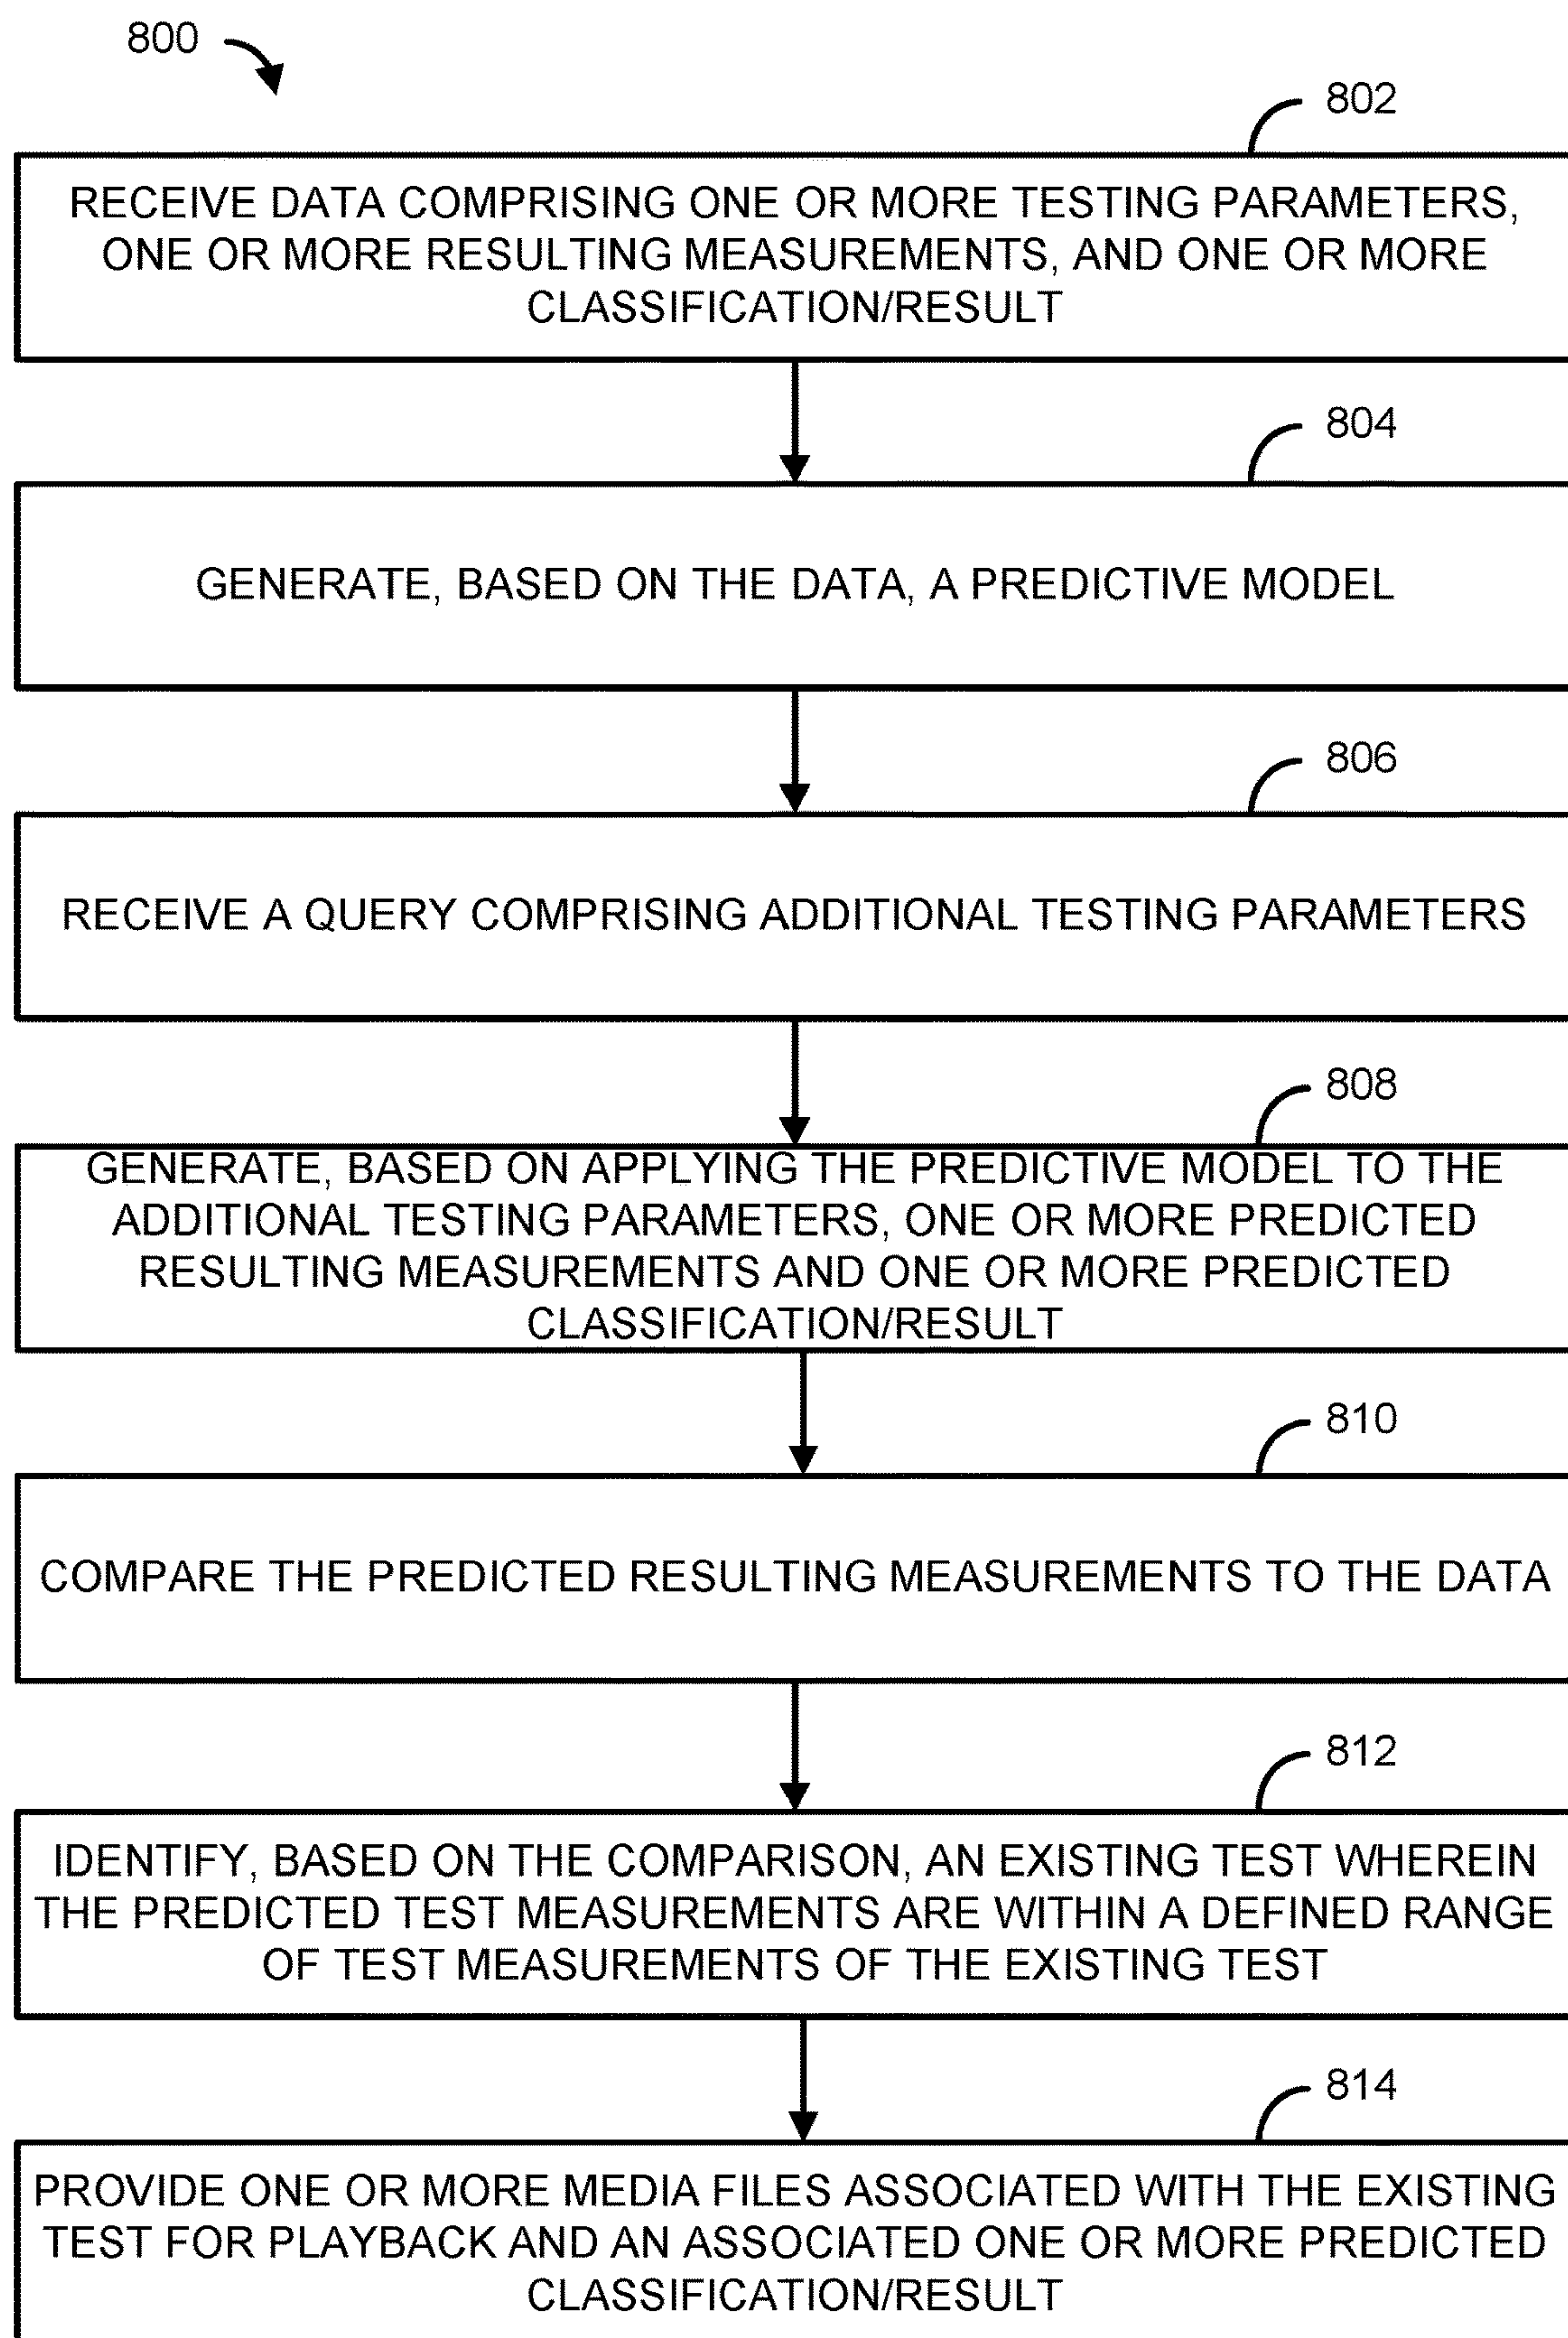 800
802
RECEIVE DATA COMPRISING ONE OR MORE TESTING PARAMETERS,
ONE OR MORE RESULTING MEASUREMENTS, AND ONE OR MORE
CLASSIFICATION/RESULT
804
GENERATE, BASED ON THE DATA, A PREDICTIVE MODEL
806
RECEIVE A QUERY COMPRISING ADDITIONAL TESTING PARAMETERS
808
GENERATE, BASED ON APPLYING THE PREDICTIVE MODEL TO THE
ADDITIONAL TESTING PARAMETERS, ONE OR MORE PREDICTED
RESULTING MEASUREMENTS AND ONE OR MORE PREDICTED
CLASSIFICATION/RESULT
810
COMPARE THE PREDICTED RESULTING MEASUREMENTS TO THE DATA
812
IDENTIFY, BASED ON THE COMPARISON, AN EXISTING TEST WHEREIN
THE PREDICTED TEST MEASUREMENTS ARE WITHIN A DEFINED RANGE
OF TEST MEASUREMENTS OF THE EXISTING TEST
814
PROVIDE ONE OR MORE MEDIA FILES ASSOCIATED WITH THE EXISTING
TEST FOR PLAYBACK AND AN ASSOCIATED ONE OR MORE PREDICTED
CLASSIFICATION/RESULT